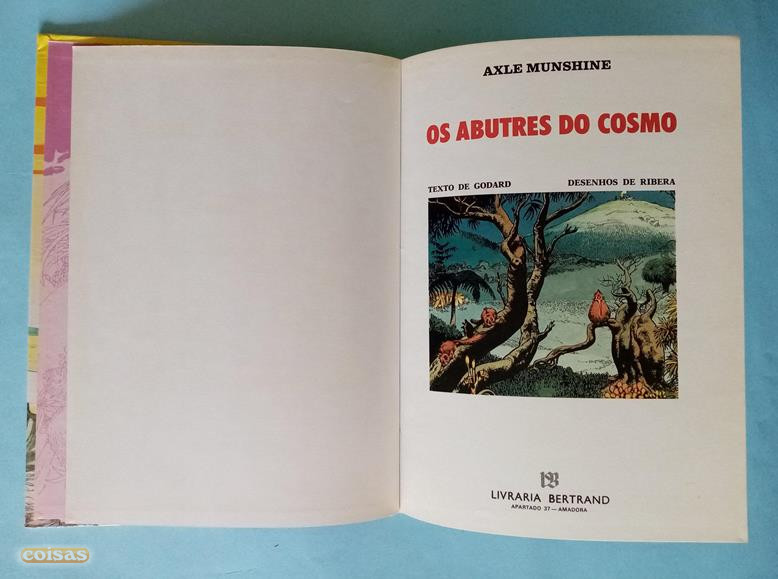 AXLE MUNSHINE
OS ABUTRES DO COSMO
TEXTO DE GODARD DESENHOS DE RIBERA
LIVRARIA BERTRAND
APARTADO 37 — AMADORA
coisas